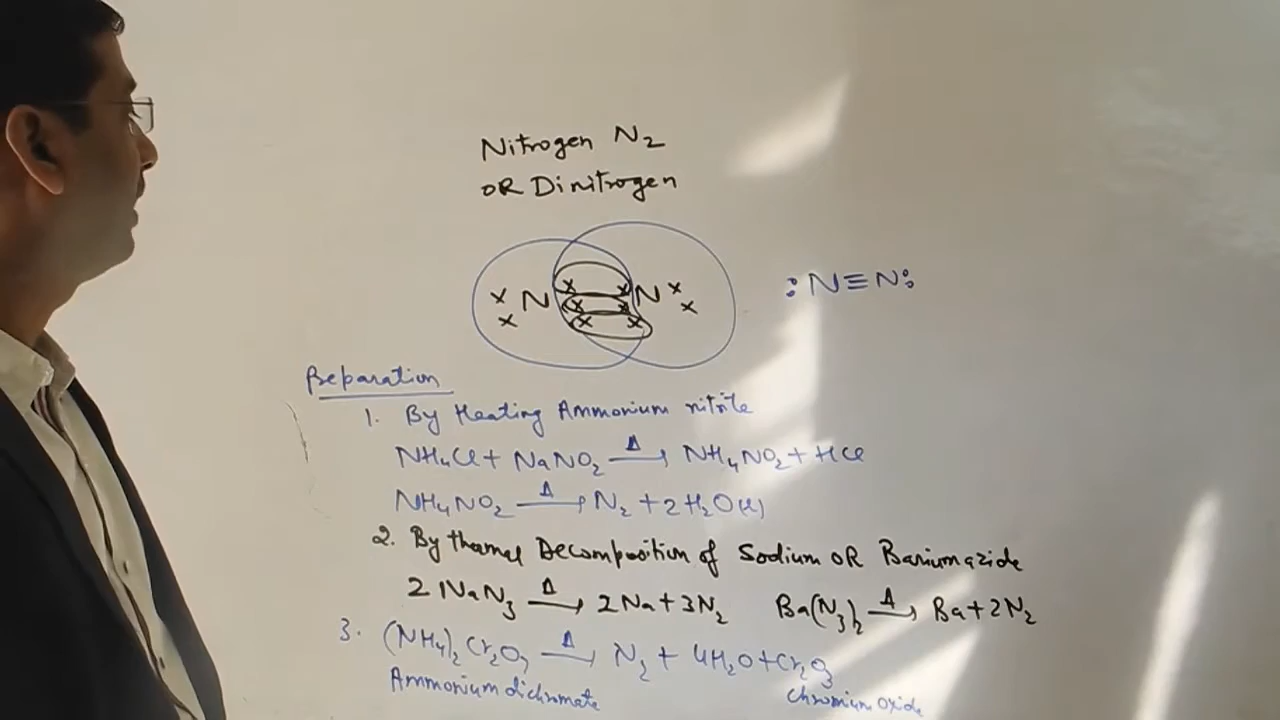 Nitrogen N₂
OR Dinitrogen
x x N x x x x x x N x x
:N≡N:
Preparation
1. By Heating Ammonium nitrite
NH₄Cl + NaNO₂ —Δ→ NH₄NO₂ + HCl
NH₄NO₂ —Δ→ N₂ + 2H₂O(l)
2. By thermal Decomposition of Sodium OR Bariumazide
2NaN₃ —Δ→ 2Na + 3N₂ Ba(N₃)₂ —Δ→ Ba + 2N₂
3. (NH₄)₂Cr₂O₇ —Δ→ N₂ + 4H₂O + Cr₂O₃
Ammonium dichromate Chromium Oxide